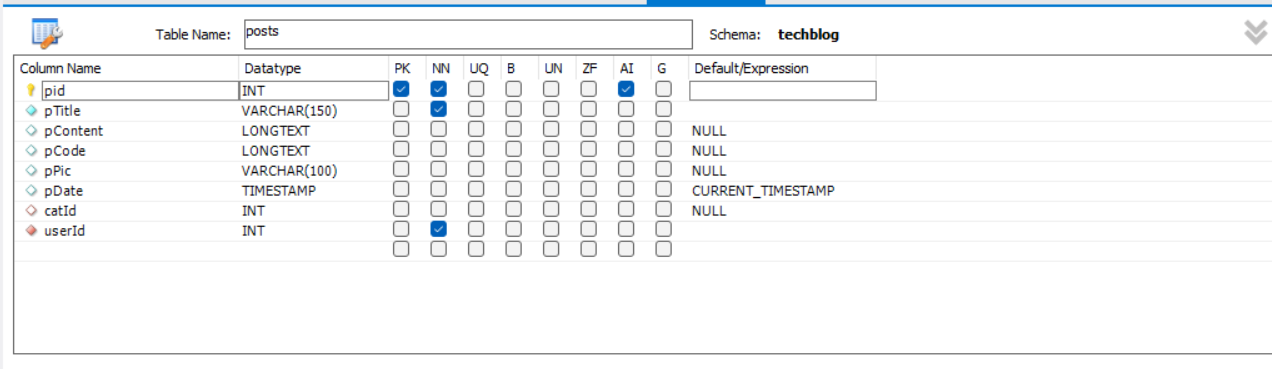 Table Name: posts Schema: techblog
Column Name Datatype PK NN UQ B UN ZF AI G Default/Expression
pid INT
pTitle VARCHAR(150)
pContent LONGTEXT NULL
pCode LONGTEXT NULL
pPic VARCHAR(100) NULL
pDate TIMESTAMP CURRENT_TIMESTAMP
catId INT NULL
userId INT